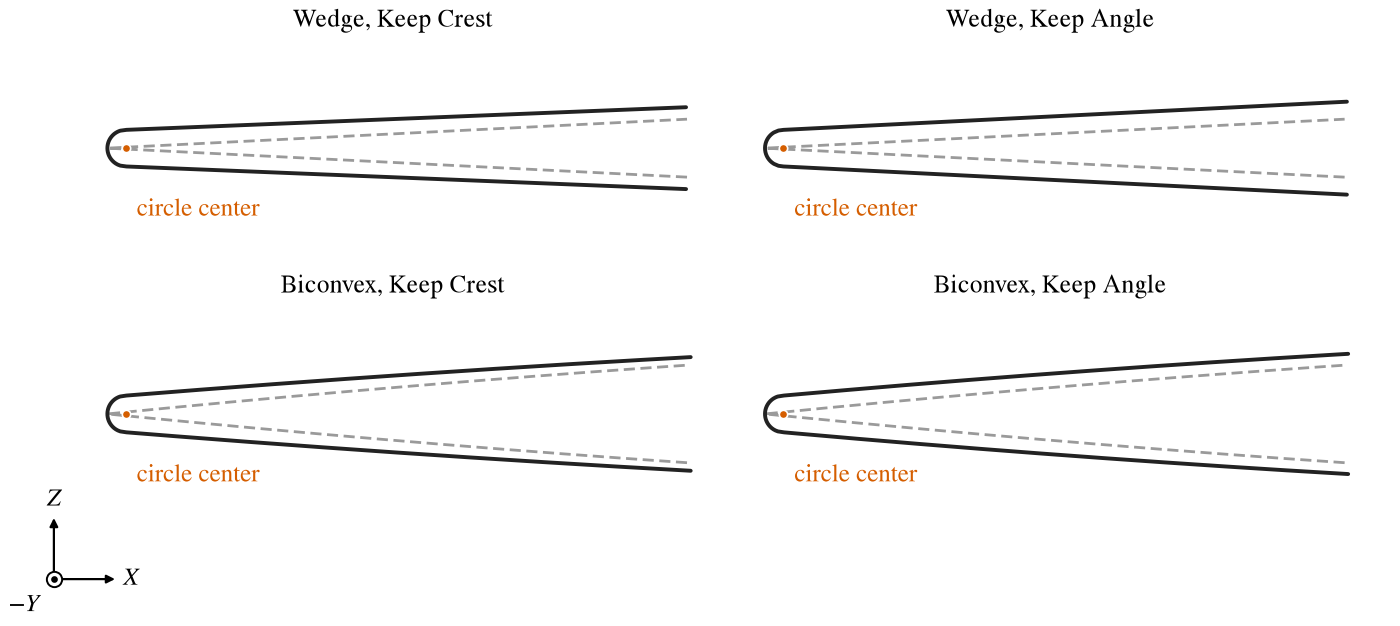 Wedge, Keep Crest
Wedge, Keep Angle
circle center
circle center
Biconvex, Keep Crest
Biconvex, Keep Angle
circle center
circle center
Z
X
−Y